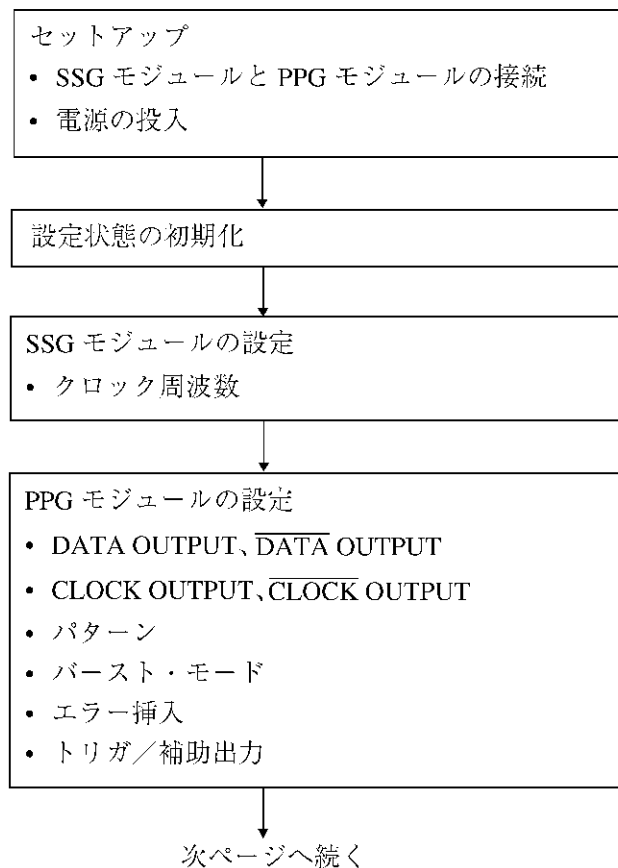 セットアップ
• SSG モジュールと PPG モジュールの接続
• 電源の投入
設定状態の初期化
SSG モジュールの設定
• クロック周波数
PPG モジュールの設定
• DATA OUTPUT、D̅A̅T̅A̅ OUTPUT
• CLOCK OUTPUT、C̅L̅O̅C̅K̅ OUTPUT
• パターン
• バースト・モード
• エラー挿入
• トリガ／補助出力
次ページへ続く